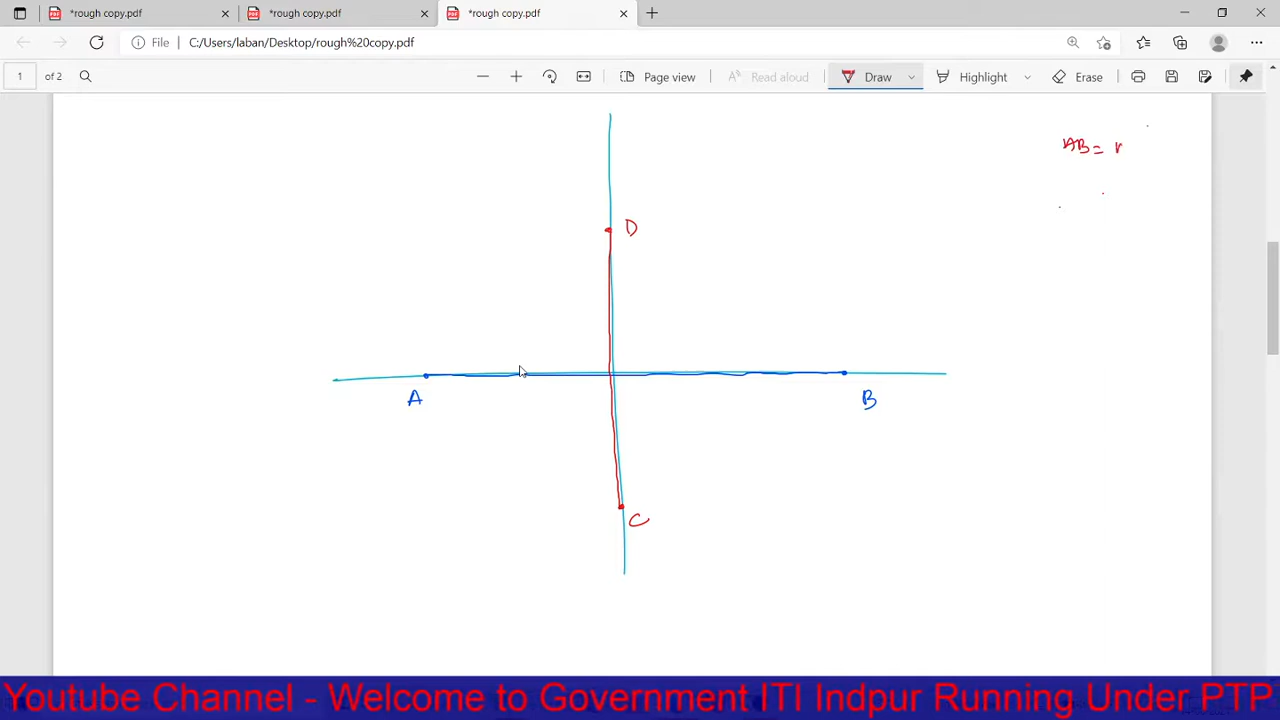 *rough copy.pdf *rough copy.pdf *rough copy.pdf
File C:/Users/laban/Desktop/rough%20copy.pdf
1 of 2 Page view Read aloud Draw Highlight Erase
AB =
D
A B
C
Youtube Channel - Welcome to Government ITI Indpur Running Under PTP